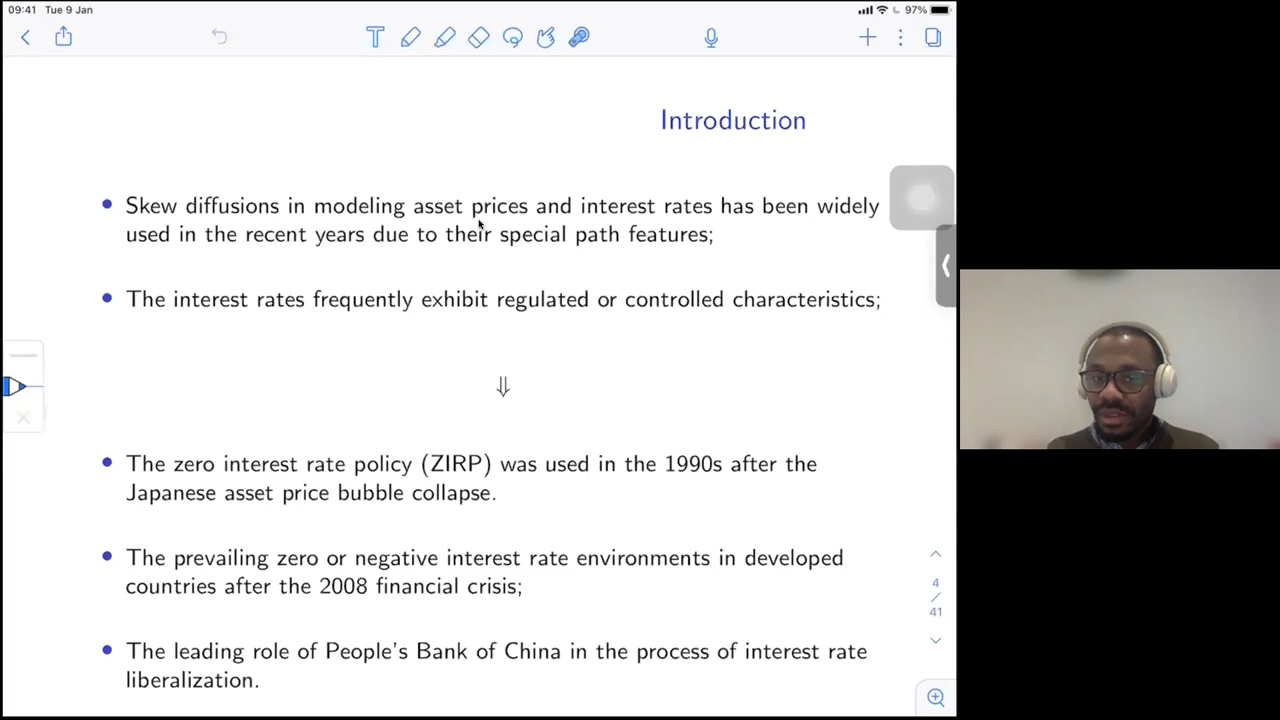 09:41 Tue 9 Jan
97%
Introduction
Skew diffusions in modeling asset prices and interest rates has been widely
used in the recent years due to their special path features;
The interest rates frequently exhibit regulated or controlled characteristics;
⇓
The zero interest rate policy (ZIRP) was used in the 1990s after the
Japanese asset price bubble collapse.
The prevailing zero or negative interest rate environments in developed
countries after the 2008 financial crisis;
4
/
41
The leading role of People's Bank of China in the process of interest rate
liberalization.